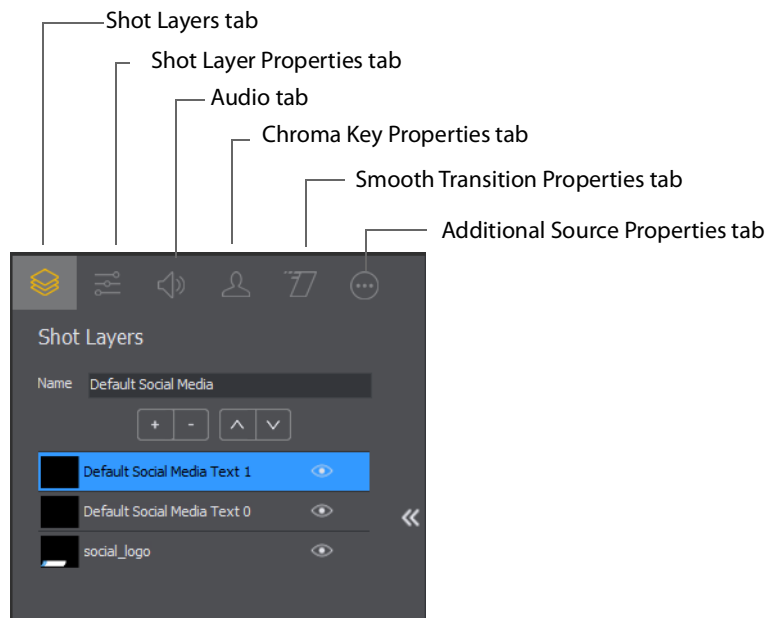 Shot Layers tab
Shot Layer Properties tab
Audio tab
Chroma Key Properties tab
Smooth Transition Properties tab
Additional Source Properties tab
Shot Layers
Name Default Social Media
+ -
Default Social Media Text 1
Default Social Media Text 0
social_logo